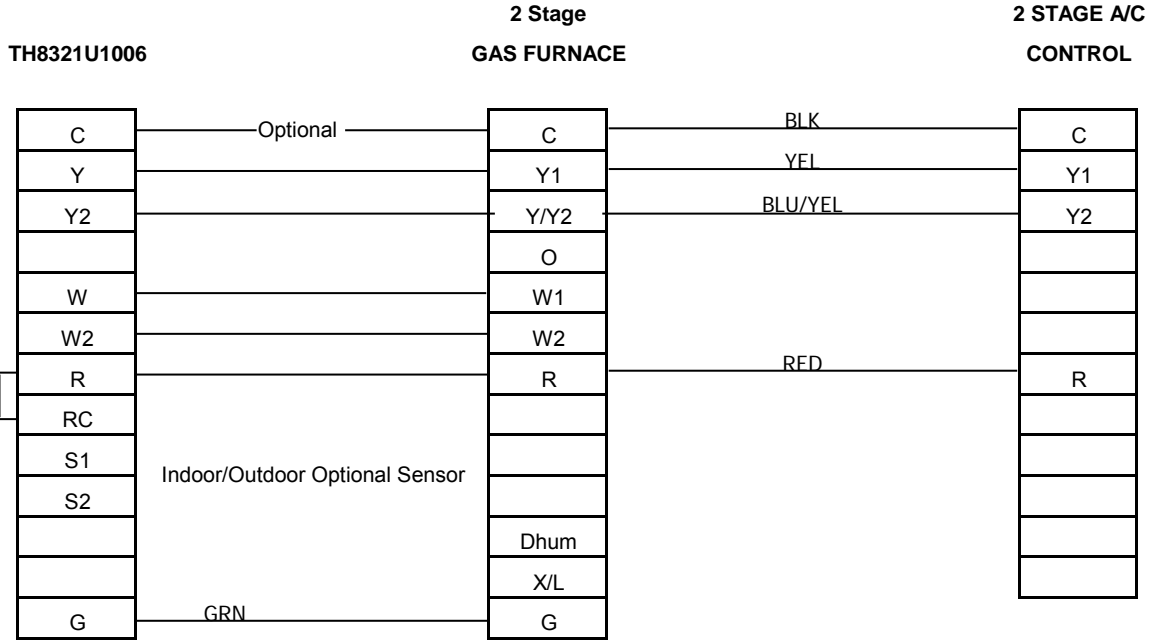 2 Stage
2 STAGE A/C
TH8321U1006
GAS FURNACE
CONTROL
C
Optional
C
BLK
C
Y
Y1
YEL
Y1
Y2
Y/Y2
BLU/YEL
Y2
O
W
W1
W2
W2
R
R
RED
R
RC
S1
Indoor/Outdoor Optional Sensor
S2
Dhum
X/L
G
GRN
G